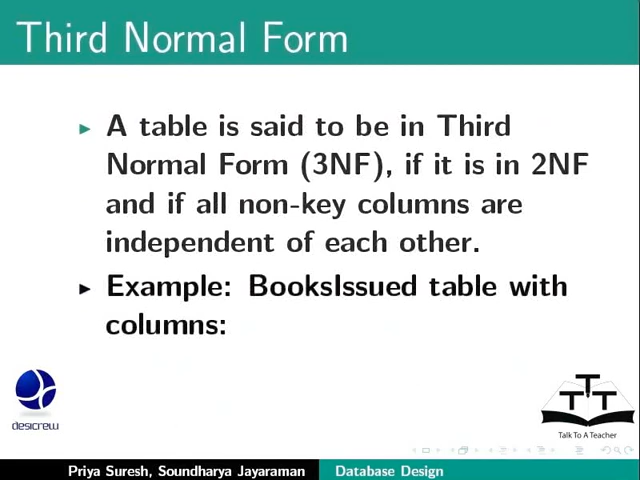 Third Normal Form
A table is said to be in Third
Normal Form (3NF), if it is in 2NF
and if all non-key columns are
independent of each other.
Example: BooksIssued table with
columns:
desicrew
TTT
Talk To A Teacher
Priya Suresh, Soundharya Jayaraman Database Design